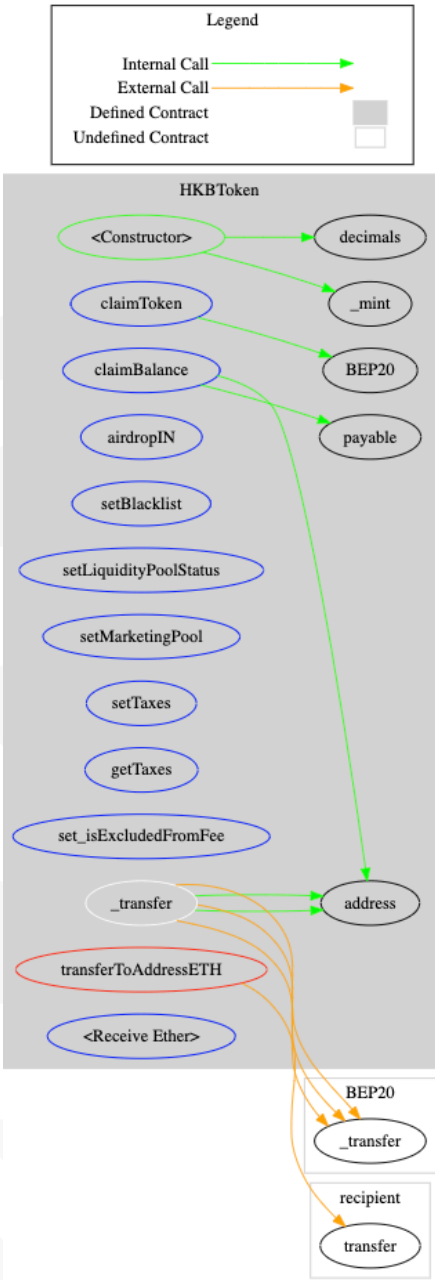 Legend
Internal Call
External Call
Defined Contract
Undefined Contract
HKBToken
<Constructor>
decimals
claimToken
_mint
claimBalance
BEP20
airdropIN
payable
setBlacklist
setLiquidityPoolStatus
setMarketingPool
setTaxes
getTaxes
set_isExcludedFromFee
_transfer
address
transferToAddressETH
<Receive Ether>
BEP20
_transfer
recipient
transfer